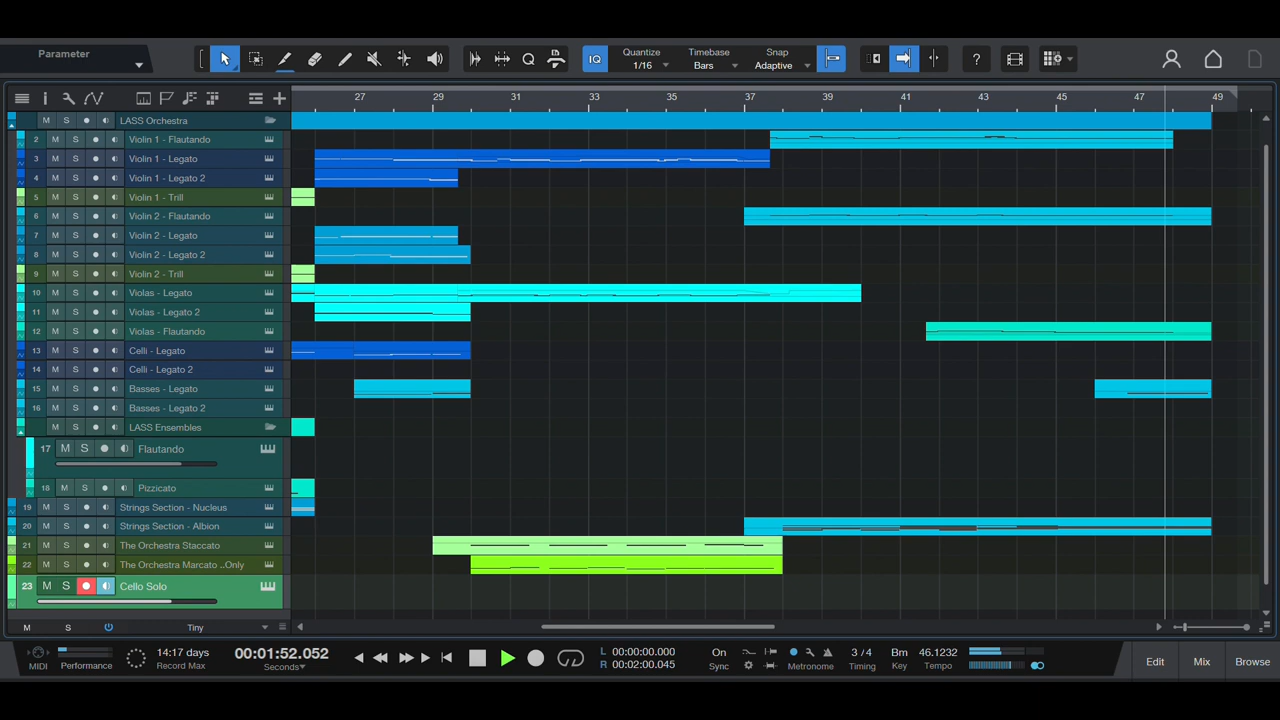 Parameter
IQ
Quantize
1/16
Timebase
Bars
Snap
Adaptive
?
27 29 31 33 35 37 39 41 43 45 47 49
M S LASS Orchestra
2 M S Violin 1 - Flautando
3 M S Violin 1 - Legato
4 M S Violin 1 - Legato 2
5 M S Violin 1 - Trill
6 M S Violin 2 - Flautando
7 M S Violin 2 - Legato
8 M S Violin 2 - Legato 2
9 M S Violin 2 - Trill
10 M S Violas - Legato
11 M S Violas - Legato 2
12 M S Violas - Flautando
13 M S Celli - Legato
14 M S Celli - Legato 2
15 M S Basses - Legato
16 M S Basses - Legato 2
M S LASS Ensembles
17 M S Flautando
18 M S Pizzicato
19 M S Strings Section - Nucleus
20 M S Strings Section - Albion
21 M S The Orchestra Staccato
22 M S The Orchestra Marcato ..Only
23 M S Cello Solo
M S Tiny
MIDI
Performance
14:17 days
Record Max
00:01:52.052
Seconds
L 00:00:00.000
R 00:02:00.045
On
Sync
Metronome
3 / 4
Timing
Bm
Key
46.1232
Tempo
Edit
Mix
Browse